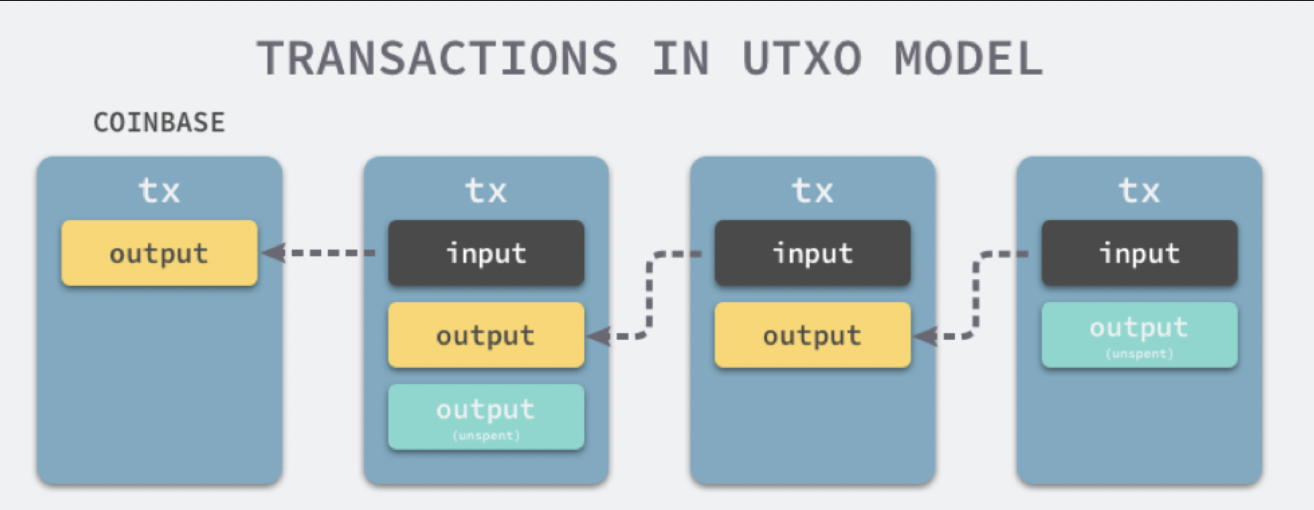 TRANSACTIONS IN UTXO MODEL
COINBASE
tx
output
tx
input
output
output
(unspent)
tx
input
output
tx
input
output
(unspent)